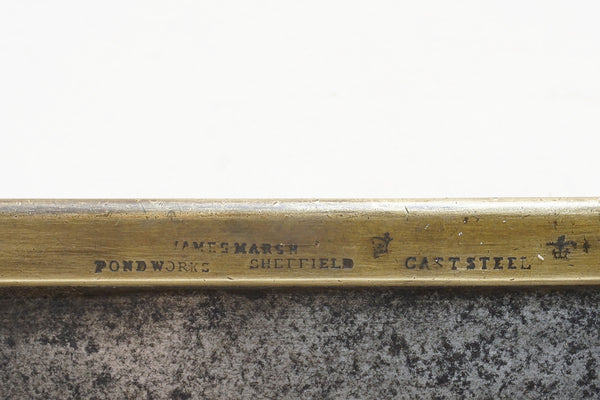 JAMES MARSH
POND WORKS SHEFFIELD CAST STEEL